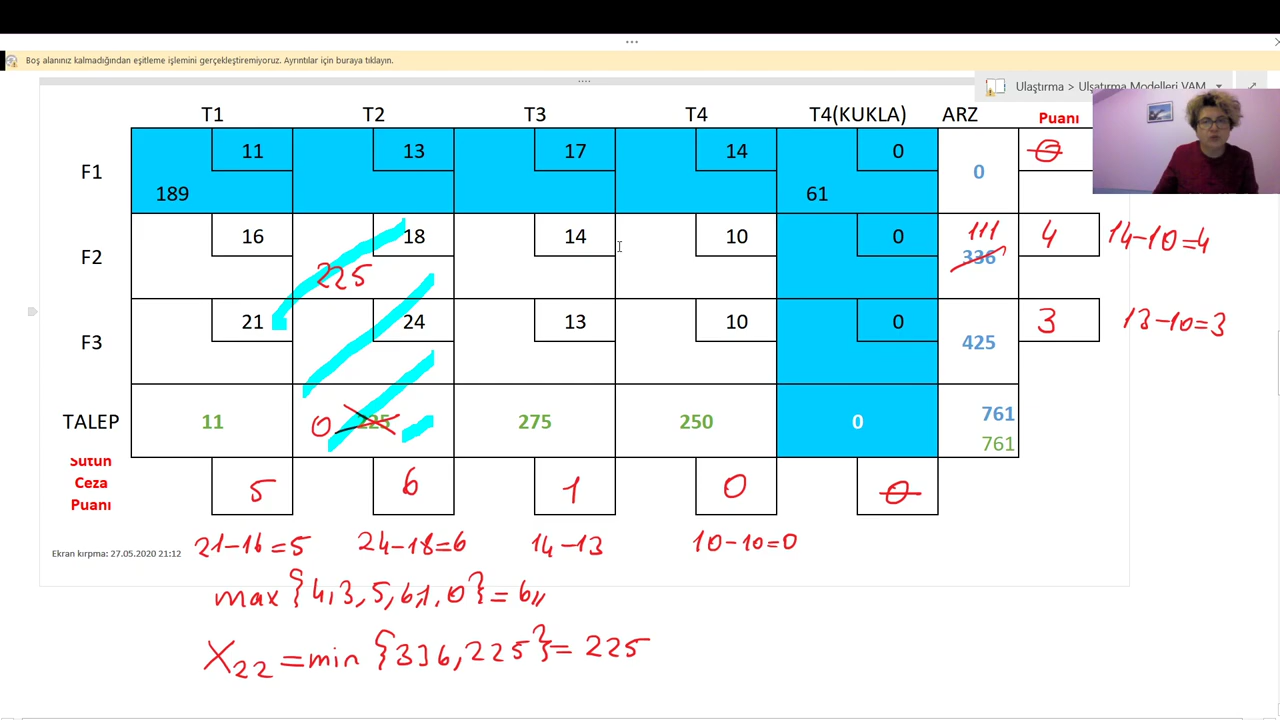 Boş alanınız kalmadığından eşitleme işlemini gerçekleştiremiyoruz. Ayrıntılar için buraya tıklayın.
Ulaştırma > Ulşatırma Modelleri VAM
T1 T2 T3 T4 T4(KUKLA) ARZ Puanı
F1 11 13 17 14 0 0 0
189 61
F2 16 18 14 10 0 111 4 14-10=4
225 336
F3 21 24 13 10 0 3 13-10=3
425
TALEP 11 0 225 275 250 0 761
761
Sütun
Ceza
Puanı
5 6 1 0 0
21-16=5 24-18=6 14-13 10-10=0
Ekran kırpma: 27.05.2020 21:12
max {4,3,5,6,1,0} = 6
X22 = min {336,225} = 225